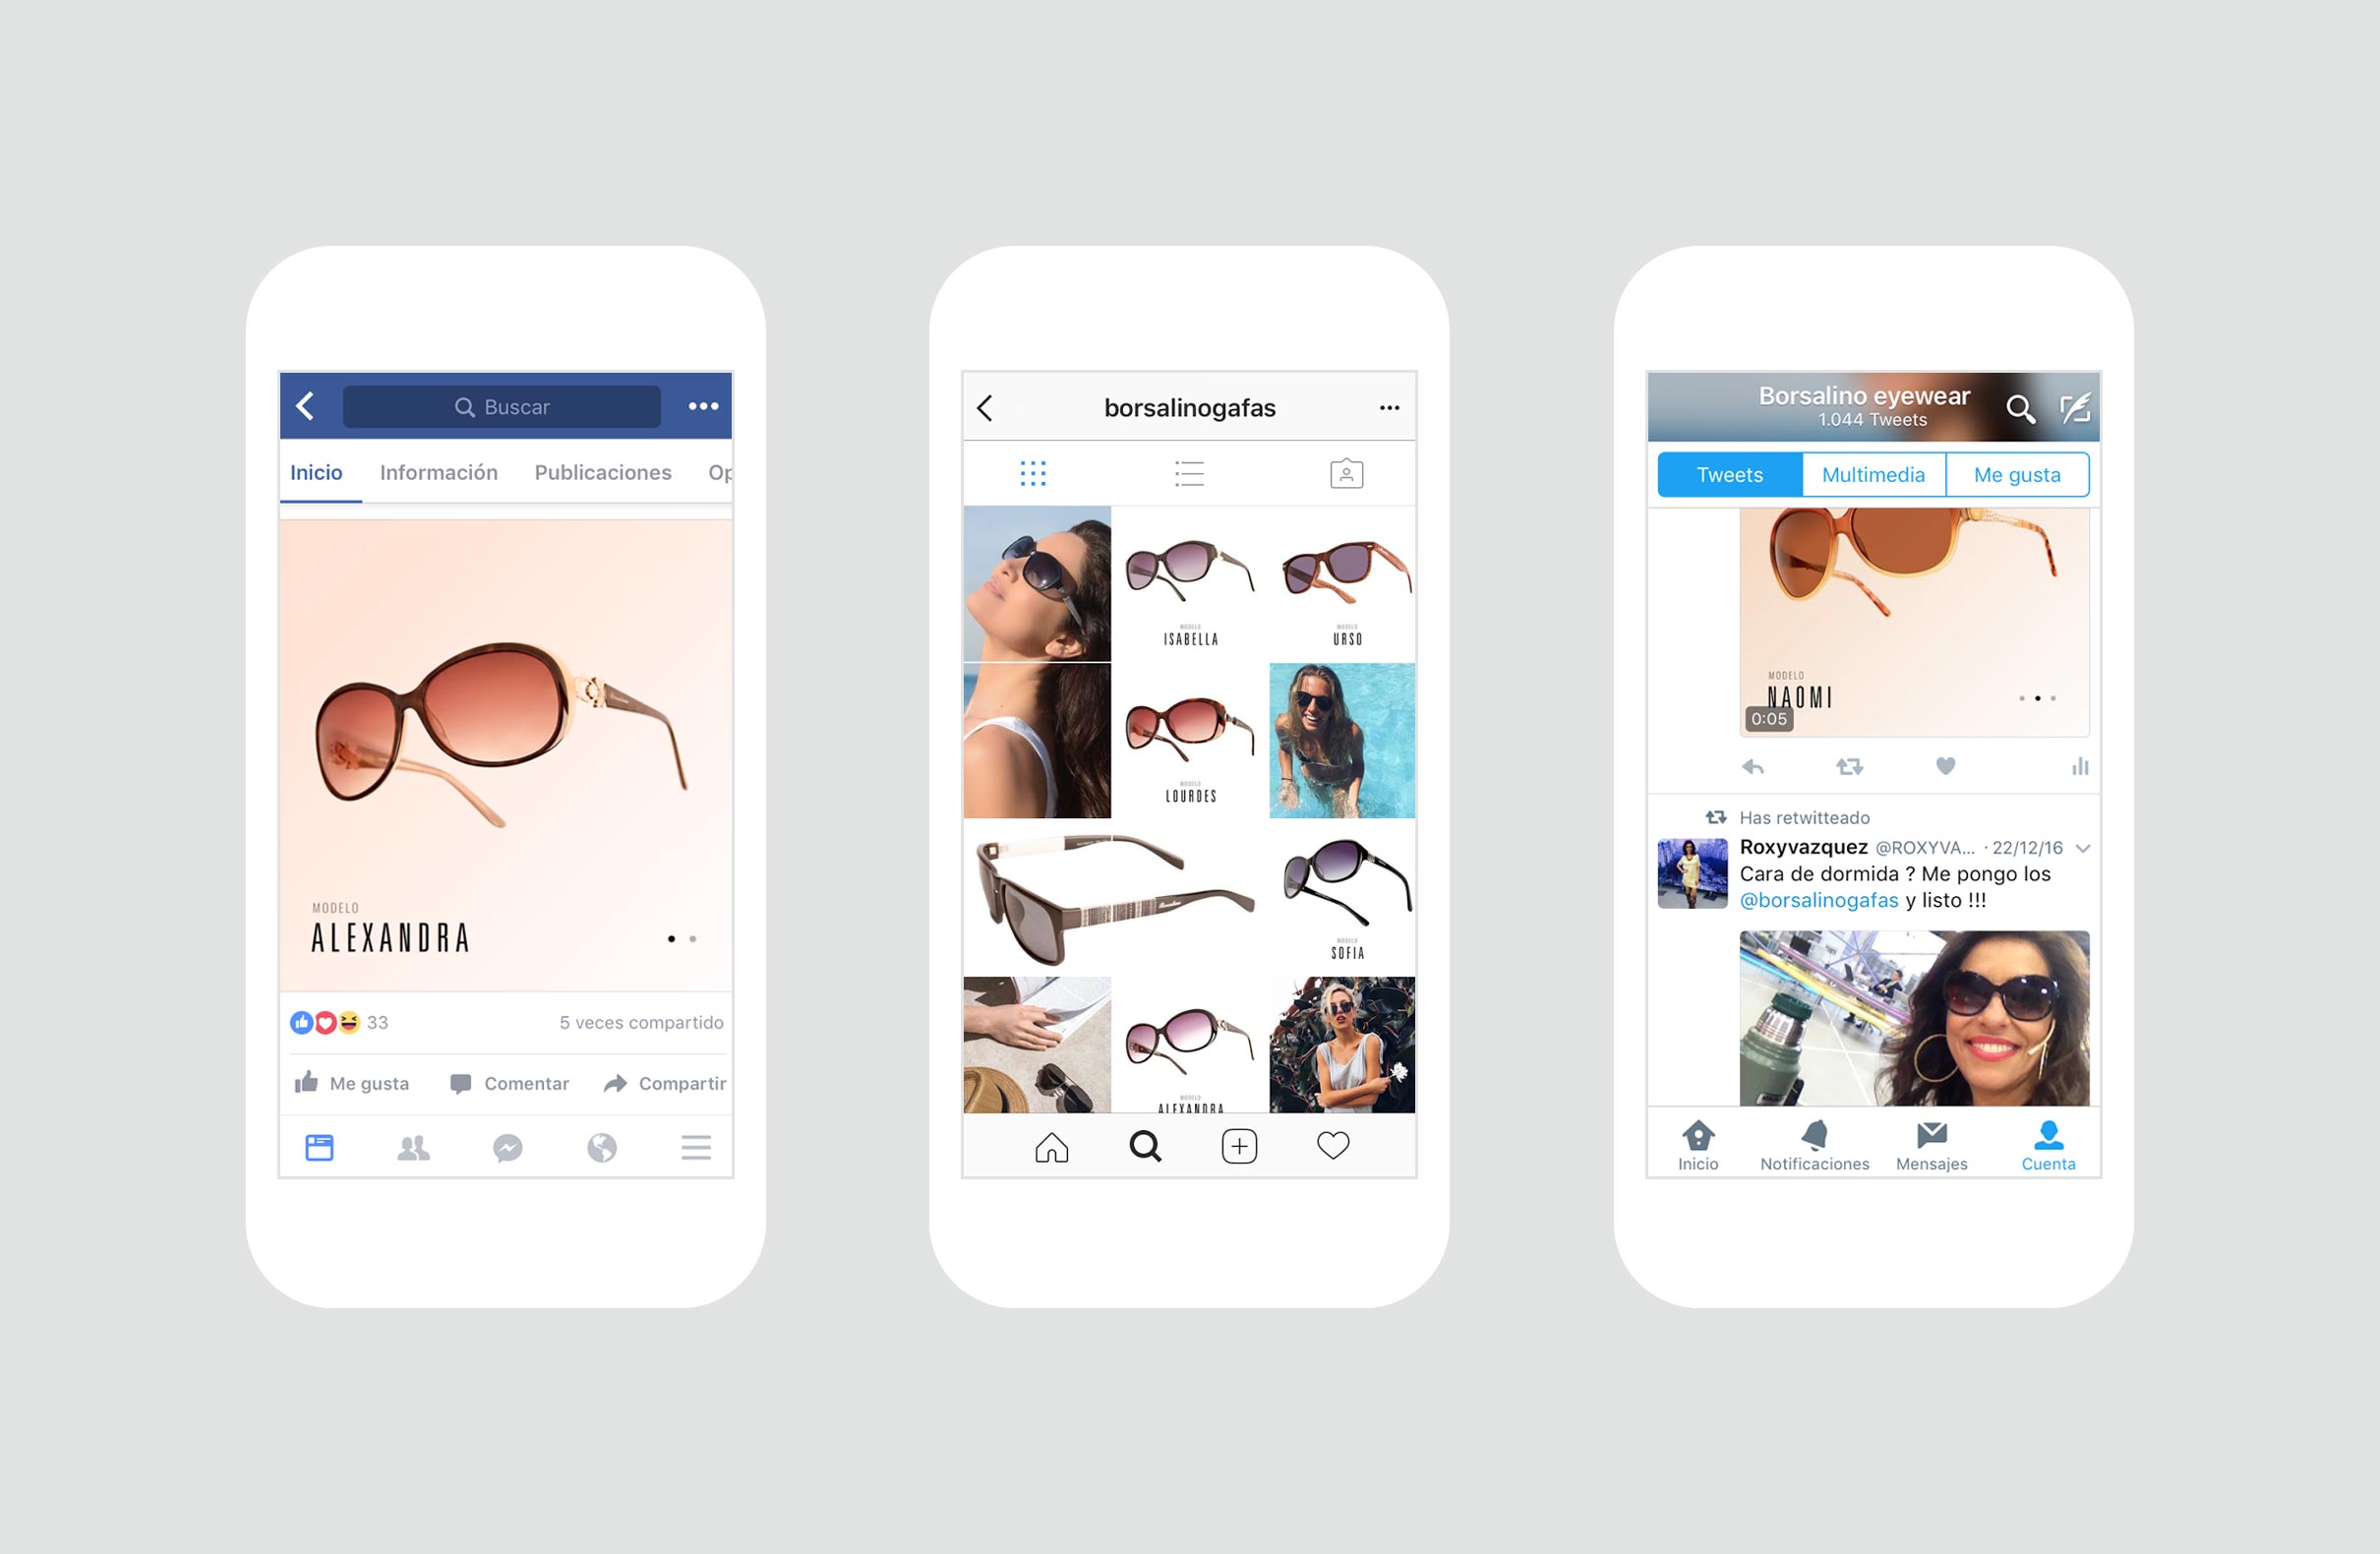 Buscar
Inicio Información Publicaciones Op
MODELO
ALEXANDRA
33 5 veces compartido
Me gusta Comentar Compartir
borsalinogafas
MODELO
ISABELLA
MODELO
URSO
MODELO
LOURDES
MODELO
SOFIA
MODELO
ALEXANDRA
Borsalino eyewear
1.044 Tweets
Tweets Multimedia Me gusta
MODELO
NAOMI
0:05
Has retwitteado
Roxyvazquez @ROXYVA... · 22/12/16
Cara de dormida ? Me pongo los
@borsalinogafas y listo !!!
Inicio Notificaciones Mensajes Cuenta